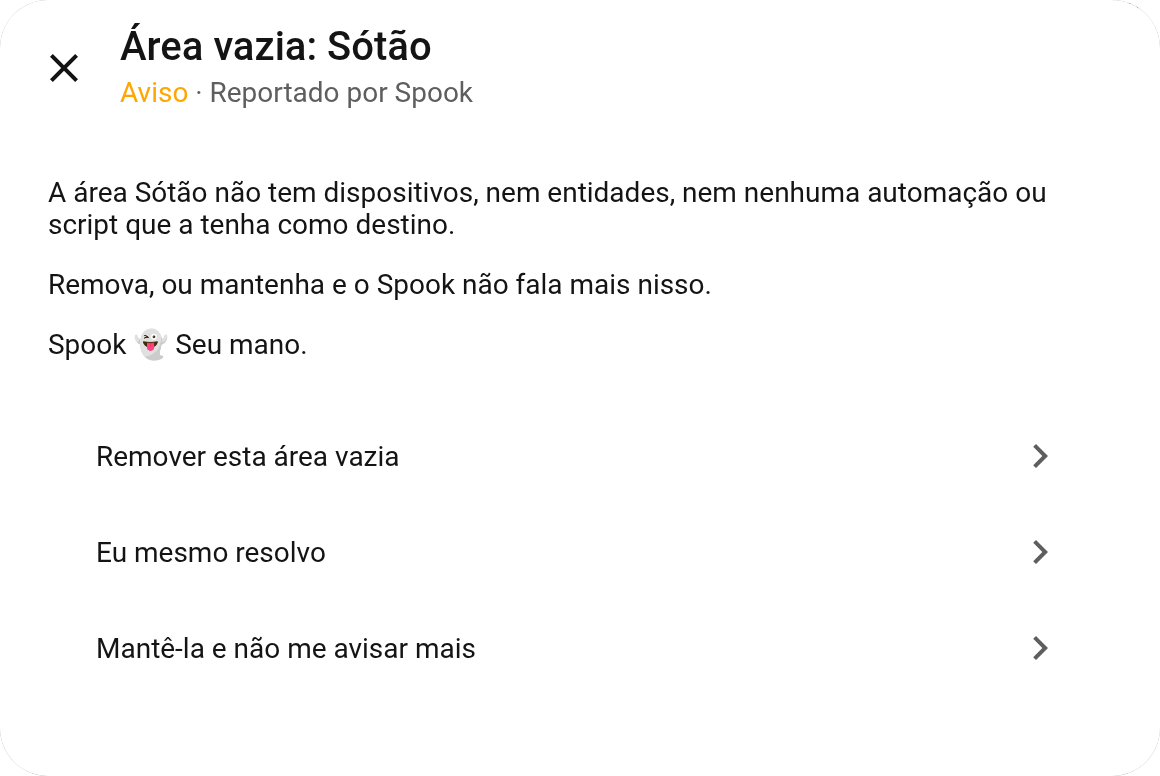 Área vazia: Sótão
Aviso · Reportado por Spook
A área Sótão não tem dispositivos, nem entidades, nem nenhuma automação ou
script que a tenha como destino.
Remova, ou mantenha e o Spook não fala mais nisso.
Spook 👻 Seu mano.
Remover esta área vazia
Eu mesmo resolvo
Mantê-la e não me avisar mais